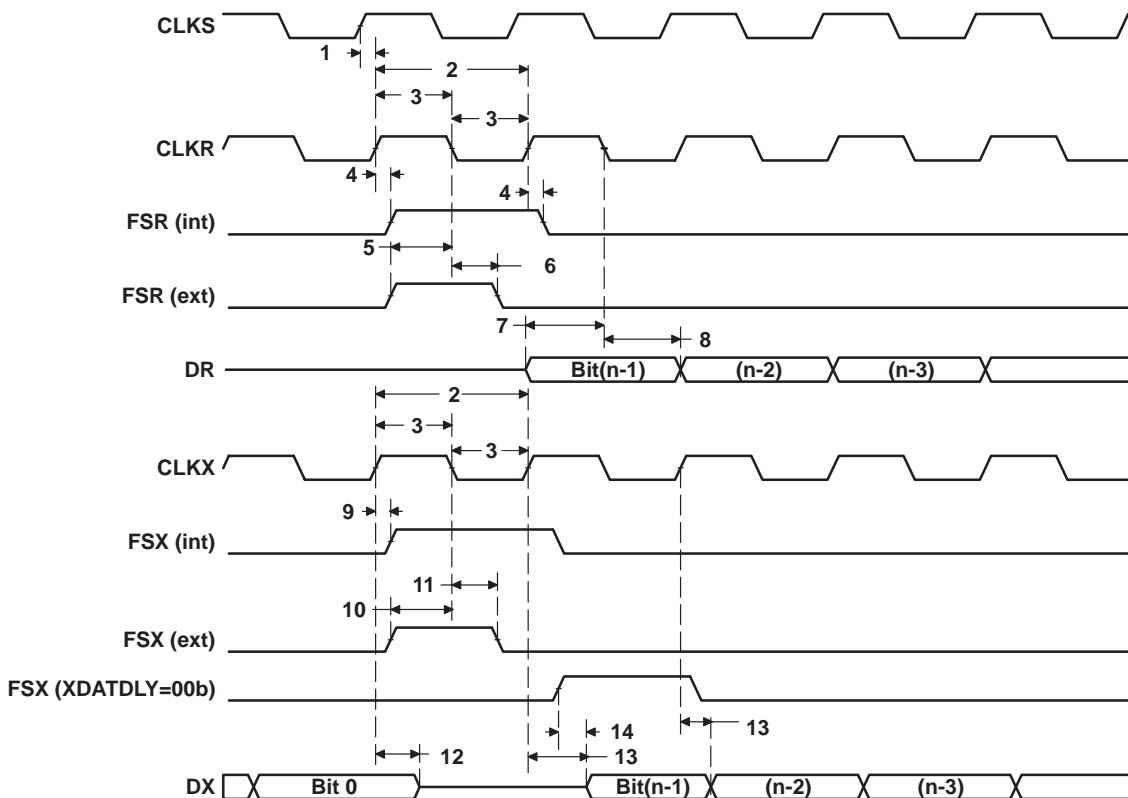 CLKS
1
2
3
3
CLKR
4
4
FSR (int)
5
6
FSR (ext)
7
8
DR
Bit(n-1)
(n-2)
(n-3)
2
3
3
CLKX
9
FSX (int)
11
10
FSX (ext)
FSX (XDATDLY=00b)
14
13
12
13
DX
Bit 0
Bit(n-1)
(n-2)
(n-3)